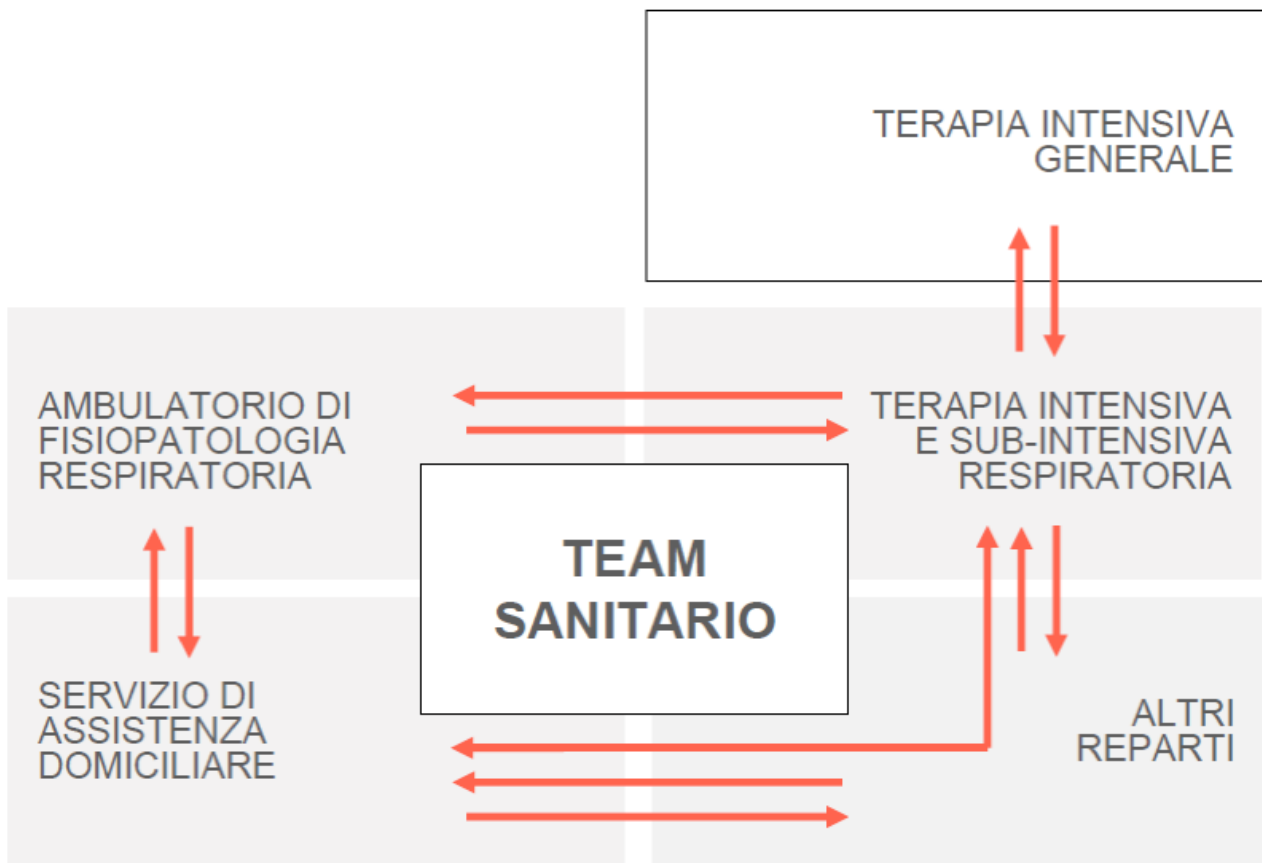 TERAPIA INTENSIVA
GENERALE
AMBULATORIO DI
FISIOPATOLOGIA
RESPIRATORIA
TERAPIA INTENSIVA
E SUB-INTENSIVA
RESPIRATORIA
TEAM
SANITARIO
SERVIZIO DI
ASSISTENZA
DOMICILIARE
ALTRI
REPARTI